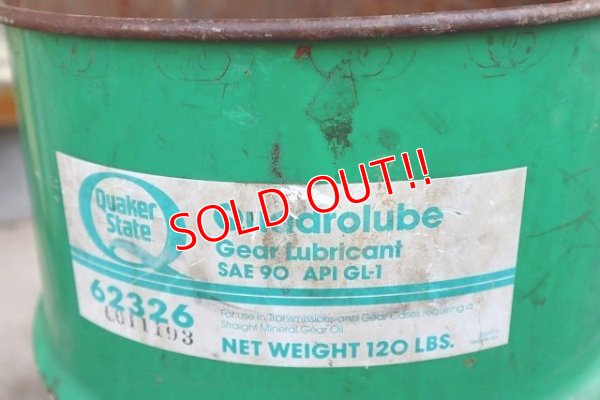 Quaker
State
SOLD OUT!!
Gear Lubricant
SAE 90 API GL-1
62326
C011193
For use in Transmissions and Gear Cases requiring a
Straight Mineral Gear Oil.
NET WEIGHT 120 LBS.